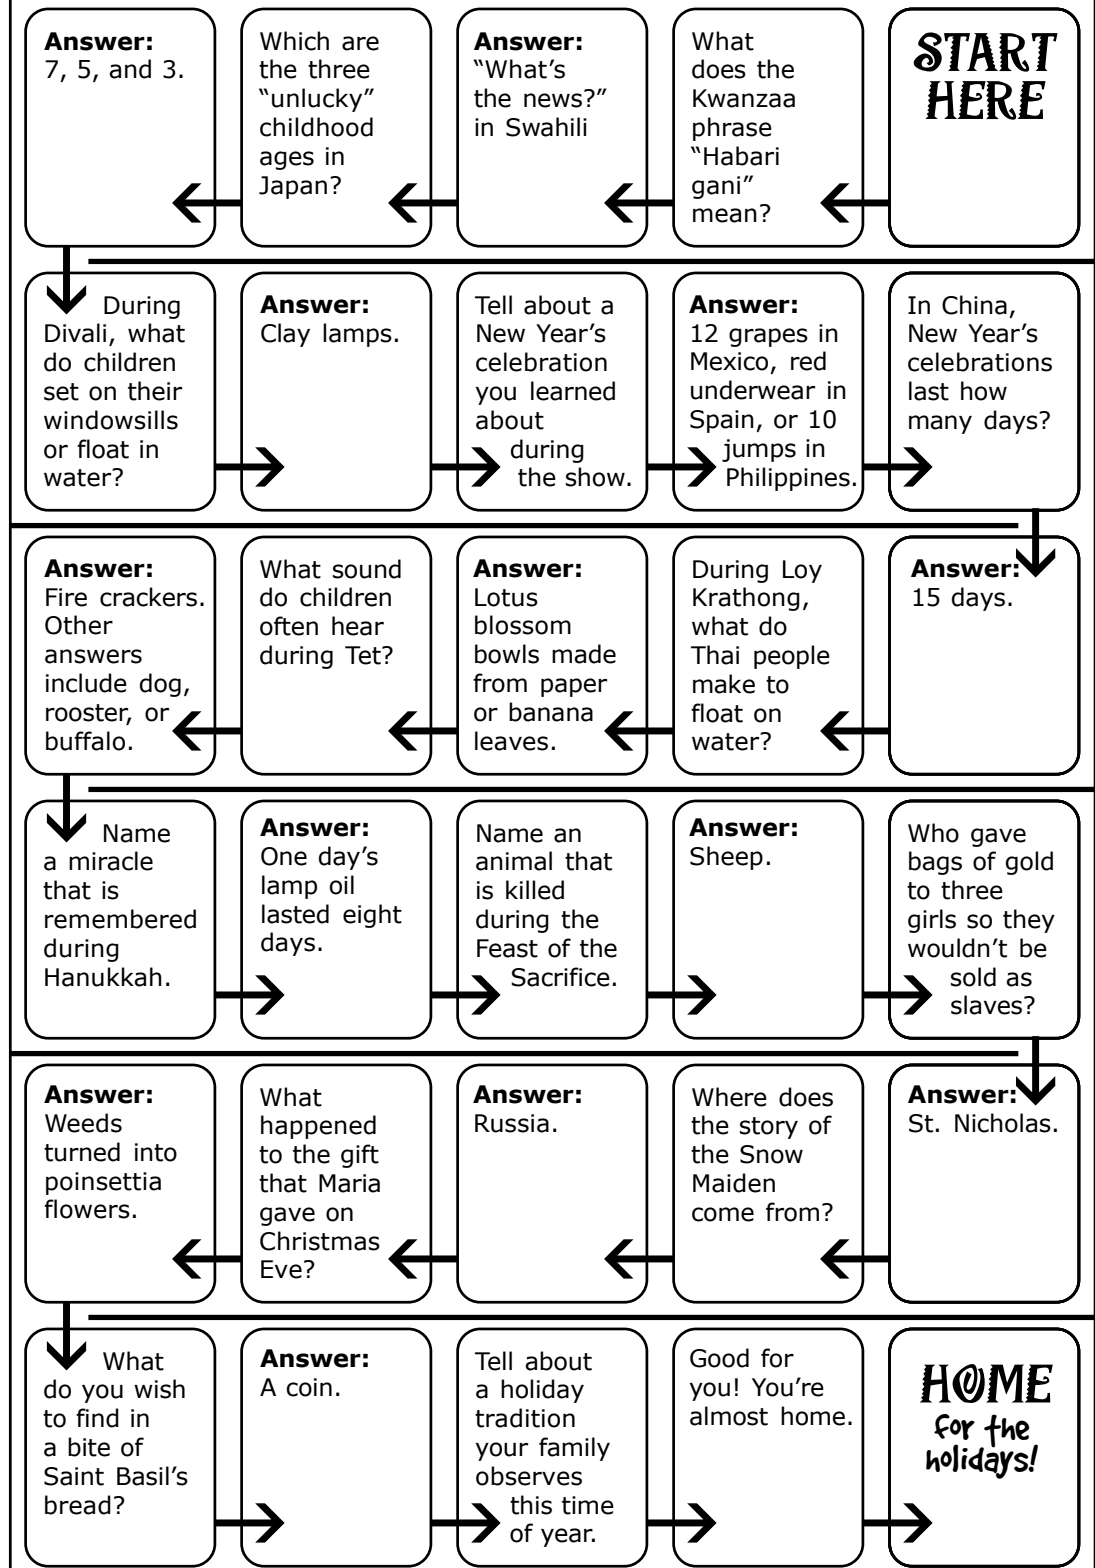 START
HERE
What
does the
Kwanzaa
phrase
“Habari
gani”
mean?
Answer:
“What’s
the news?”
in Swahili
Which are
the three
“unlucky”
childhood
ages in
Japan?
Answer:
7, 5, and 3.
During
Divali, what
do children
set on their
windowsills
or float in
water?
Answer:
Clay lamps.
Tell about a
New Year’s
celebration
you learned
about
during
the show.
Answer:
12 grapes in
Mexico, red
underwear in
Spain, or 10
jumps in
Philippines.
In China,
New Year’s
celebrations
last how
many days?
Answer:
15 days.
During Loy
Krathong,
what do
Thai people
make to
float on
water?
Answer:
Lotus
blossom
bowls made
from paper
or banana
leaves.
What sound
do children
often hear
during Tet?
Answer:
Fire crackers.
Other
answers
include dog,
rooster, or
buffalo.
Name
a miracle
that is
remembered
during
Hanukkah.
Answer:
One day’s
lamp oil
lasted eight
days.
Name an
animal that
is killed
during the
Feast of the
Sacrifice.
Answer:
Sheep.
Who gave
bags of gold
to three
girls so they
wouldn’t be
sold as
slaves?
Answer:
St. Nicholas.
Where does
the story of
the Snow
Maiden
come from?
Answer:
Russia.
What
happened
to the gift
that Maria
gave on
Christmas
Eve?
Answer:
Weeds
turned into
poinsettia
flowers.
What
do you wish
to find in
a bite of
Saint Basil’s
bread?
Answer:
A coin.
Tell about
a holiday
tradition
your family
observes
this time
of year.
Good for
you! You’re
almost home.
HOME
for the
holidays!